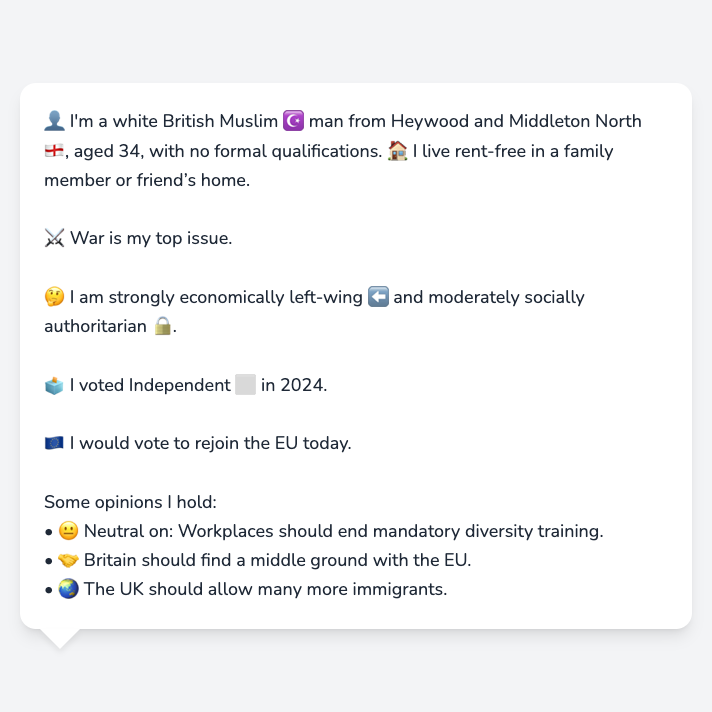 👤 I'm a white British Muslim ☪️ man from Heywood and Middleton North
🏴󠁧󠁢󠁥󠁮󠁧󠁿, aged 34, with no formal qualifications. 🏠 I live rent-free in a family
member or friend’s home.
⚔️ War is my top issue.
🤔 I am strongly economically left-wing ⬅️ and moderately socially
authoritarian 🔒.
🗳️ I voted Independent ⬜ in 2024.
🇪🇺 I would vote to rejoin the EU today.
Some opinions I hold:
• 😐 Neutral on: Workplaces should end mandatory diversity training.
• 🤝 Britain should find a middle ground with the EU.
• 🌏 The UK should allow many more immigrants.